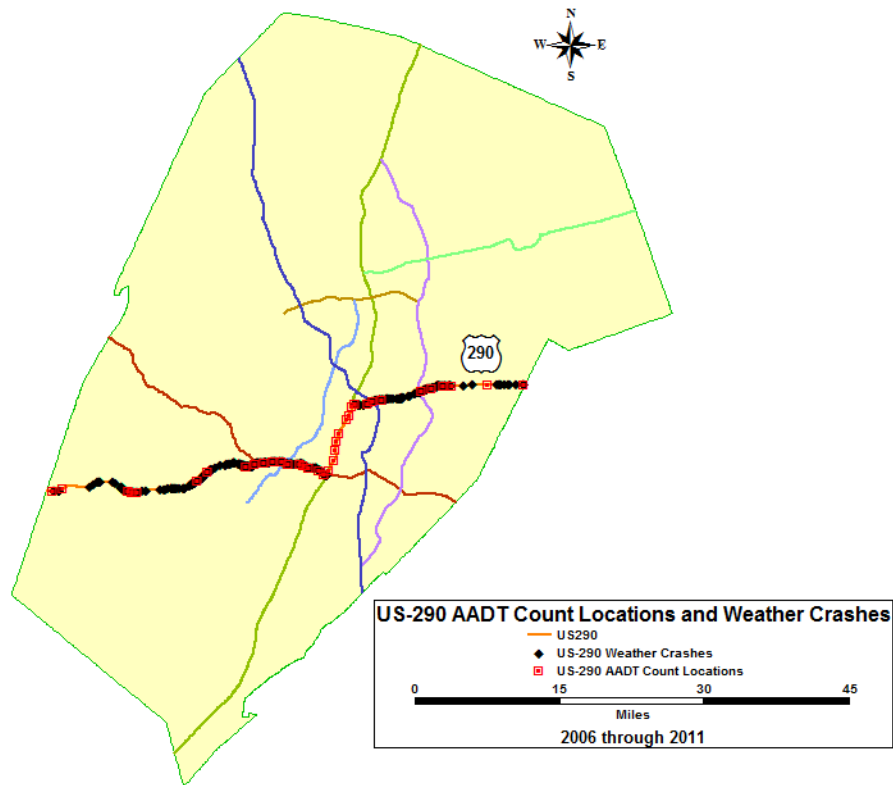 N
W E
S
290
US-290 AADT Count Locations and Weather Crashes
US290
US-290 Weather Crashes
US-290 AADT Count Locations
0 15 30 45
Miles
2006 through 2011